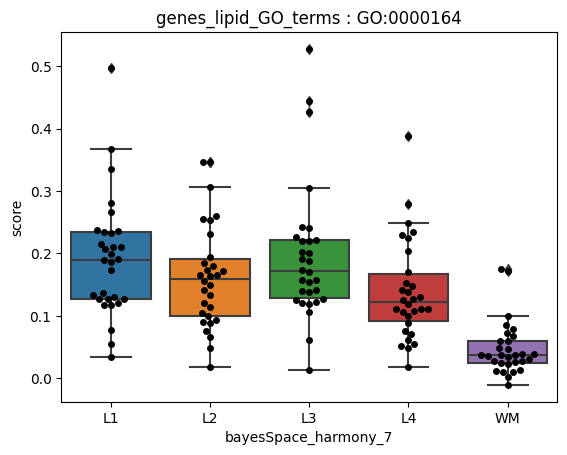 genes_lipid_GO_terms : GO:0000164
0.5
0.4
0.3
0.2
0.1
0.0
score
L1 L2 L3 L4 WM
bayesSpace_harmony_7